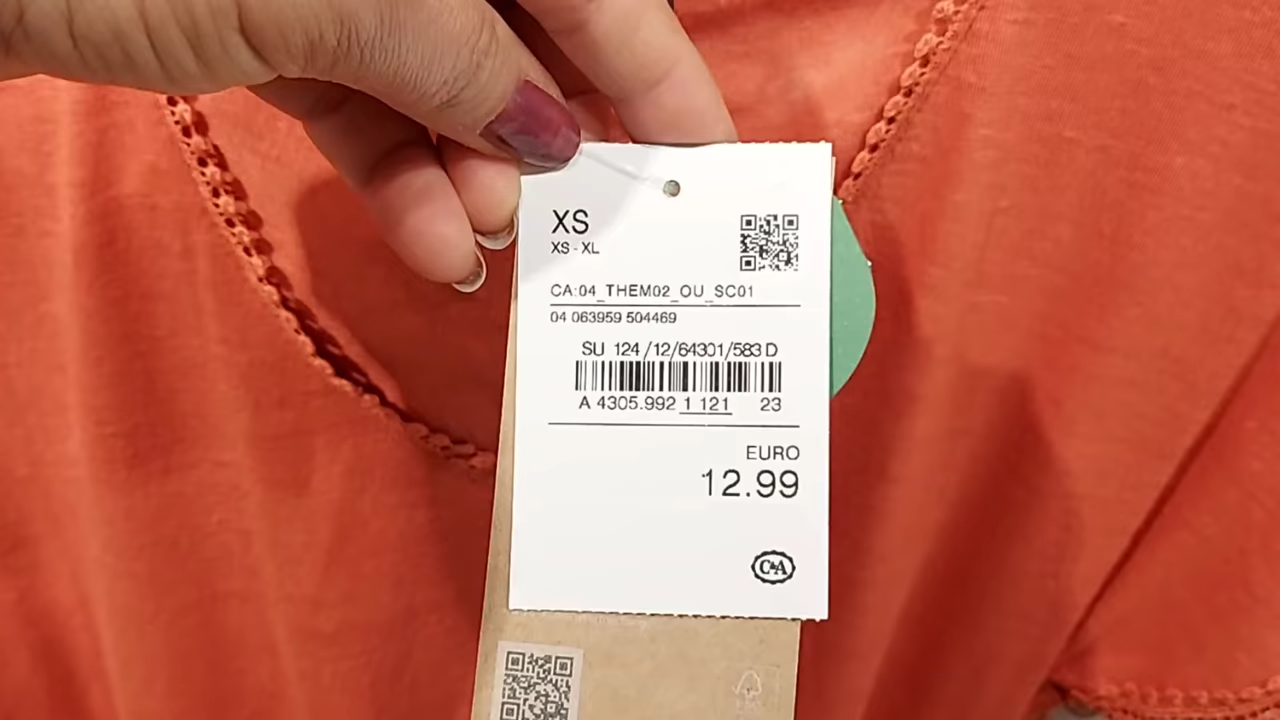 XS
XS - XL
CA:04_THEM02_OU_SC01
04 063959 504469
SU 124/12/64301/583 D
A 4305.992 1 121 23
EURO
12.99
C&A